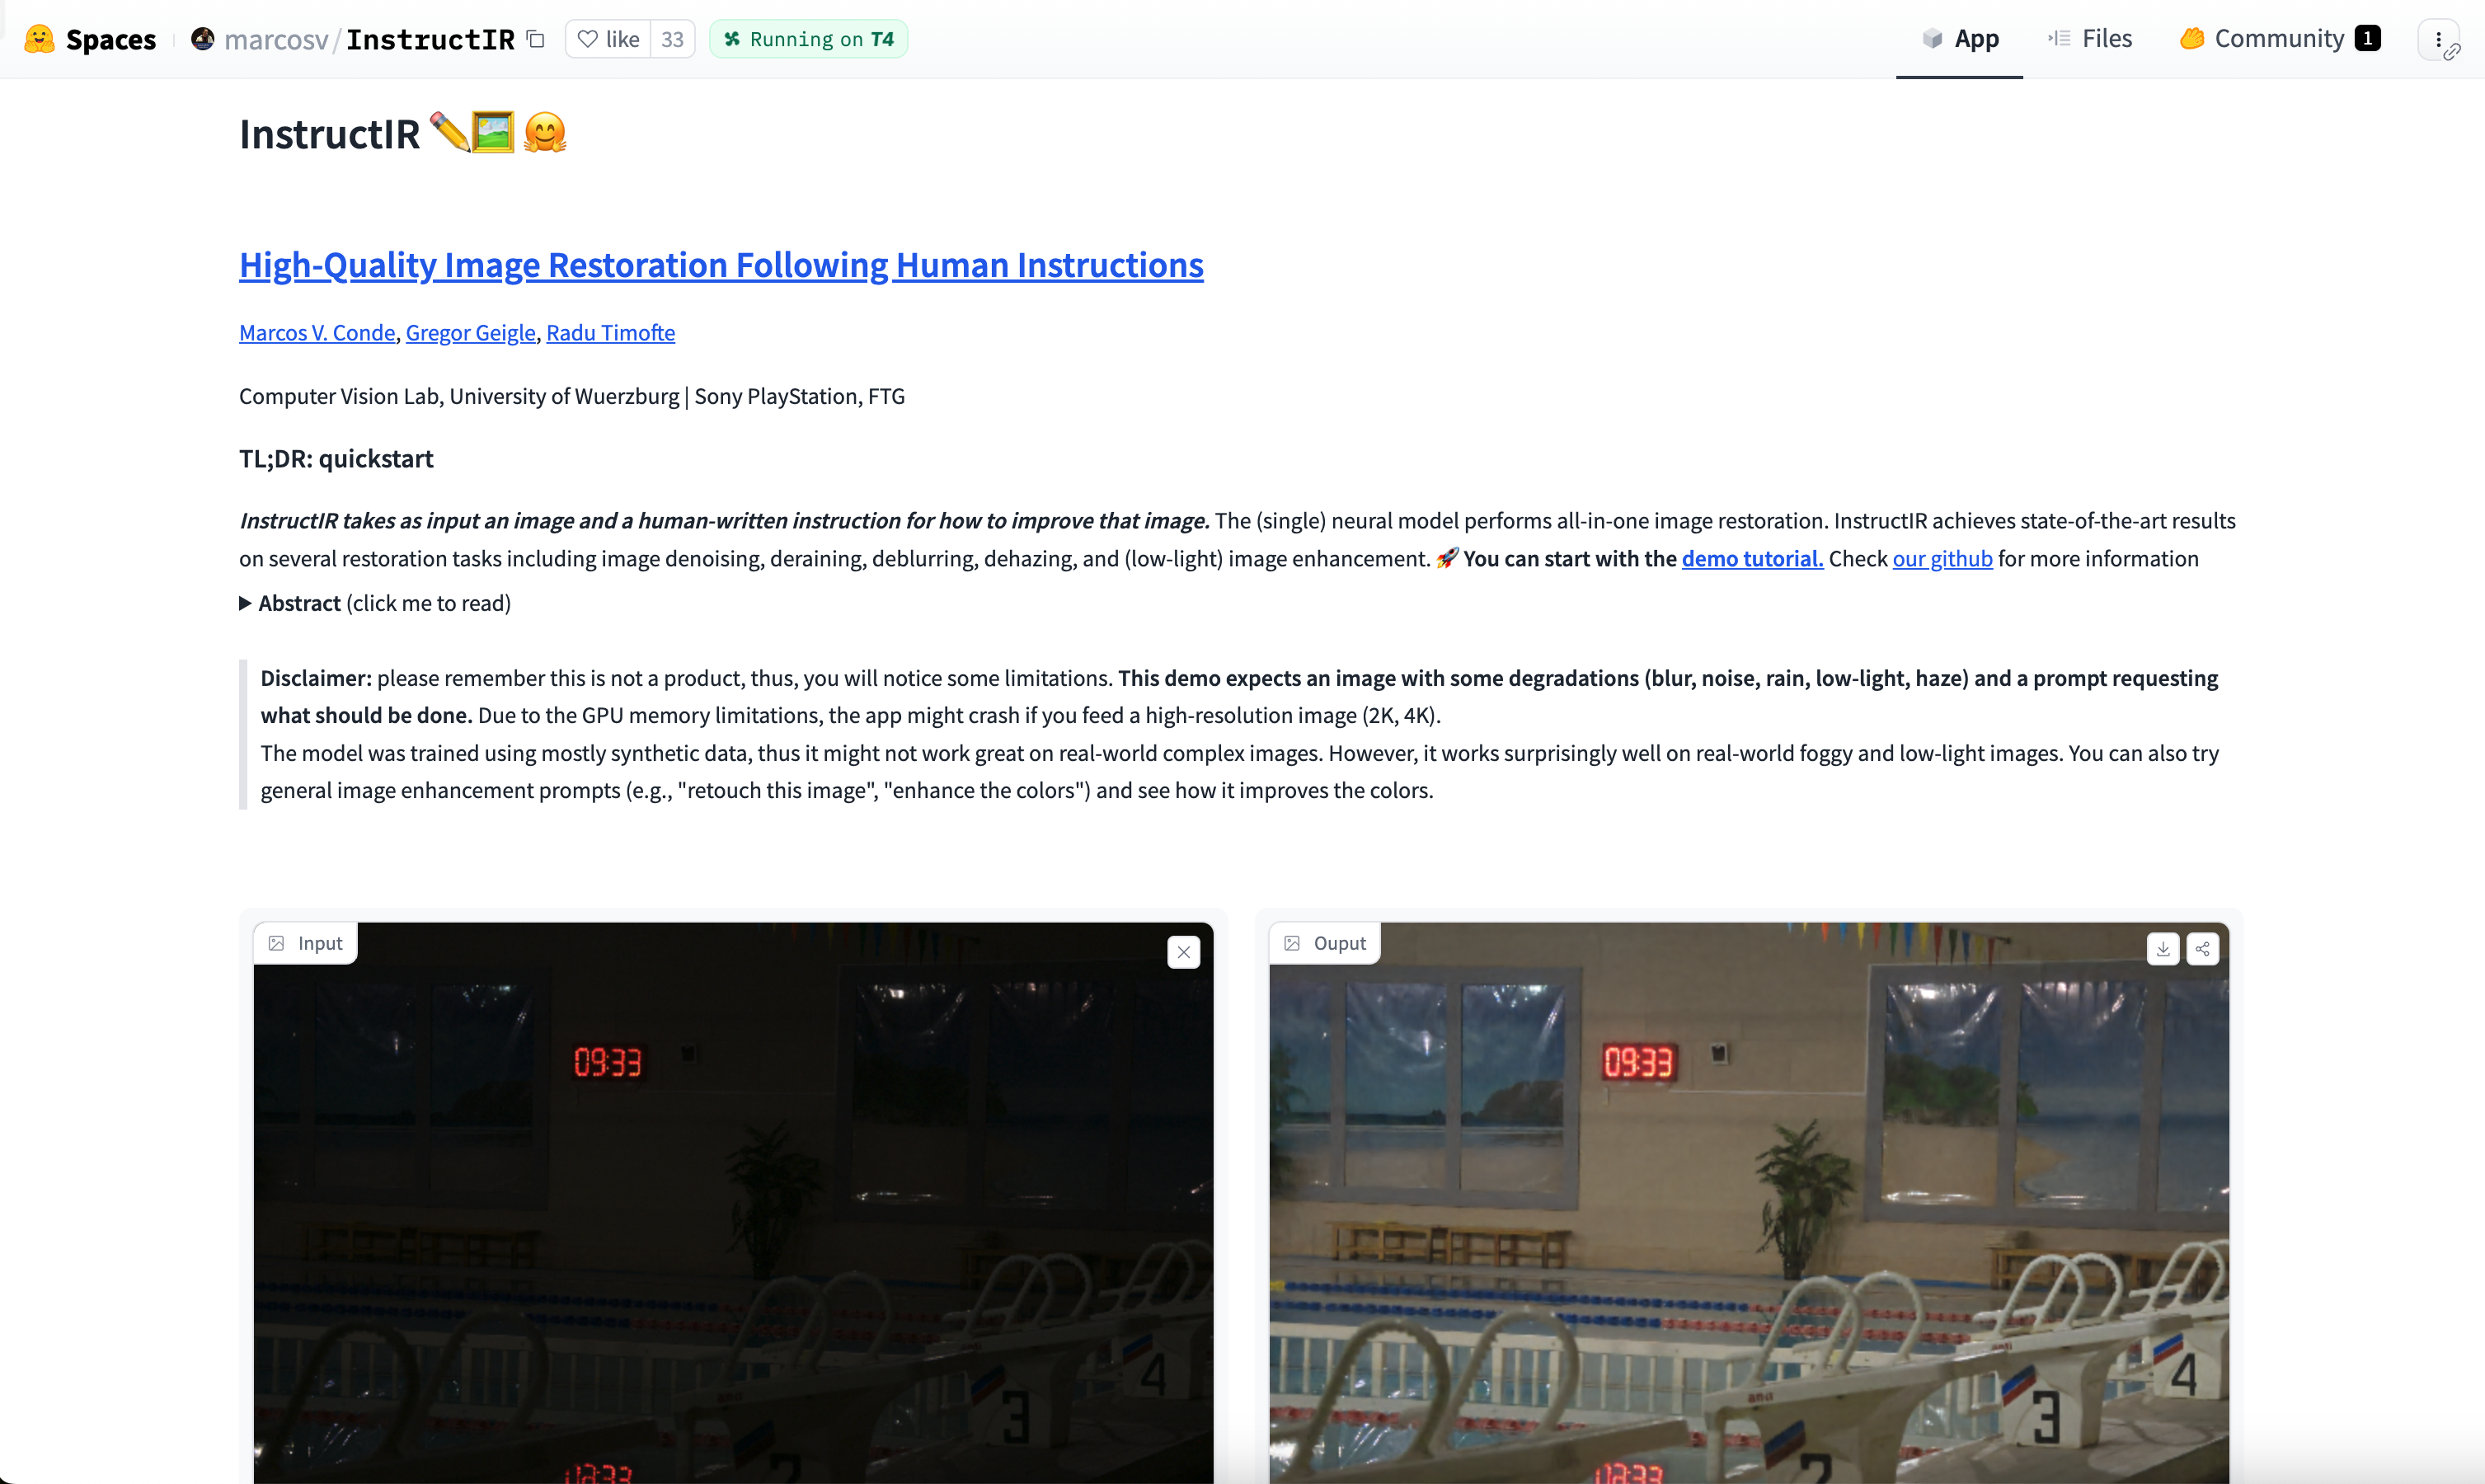 Spaces
marcosv/InstructIR
like 33
Running on T4
App
Files
Community 1
InstructIR
High-Quality Image Restoration Following Human Instructions
Marcos V. Conde, Gregor Geigle, Radu Timofte
Computer Vision Lab, University of Wuerzburg | Sony PlayStation, FTG
TL;DR: quickstart
InstructIR takes as input an image and a human-written instruction for how to improve that image. The (single) neural model performs all-in-one image restoration. InstructIR achieves state-of-the-art results
on several restoration tasks including image denoising, deraining, deblurring, dehazing, and (low-light) image enhancement. 🚀 You can start with the demo tutorial. Check our github for more information
▶ Abstract (click me to read)
Disclaimer: please remember this is not a product, thus, you will notice some limitations. This demo expects an image with some degradations (blur, noise, rain, low-light, haze) and a prompt requesting
what should be done. Due to the GPU memory limitations, the app might crash if you feed a high-resolution image (2K, 4K).
The model was trained using mostly synthetic data, thus it might not work great on real-world complex images. However, it works surprisingly well on real-world foggy and low-light images. You can also try
general image enhancement prompts (e.g., "retouch this image", "enhance the colors") and see how it improves the colors.
Input
09:33
4
3
2
Ouput
09:33
4
3
2